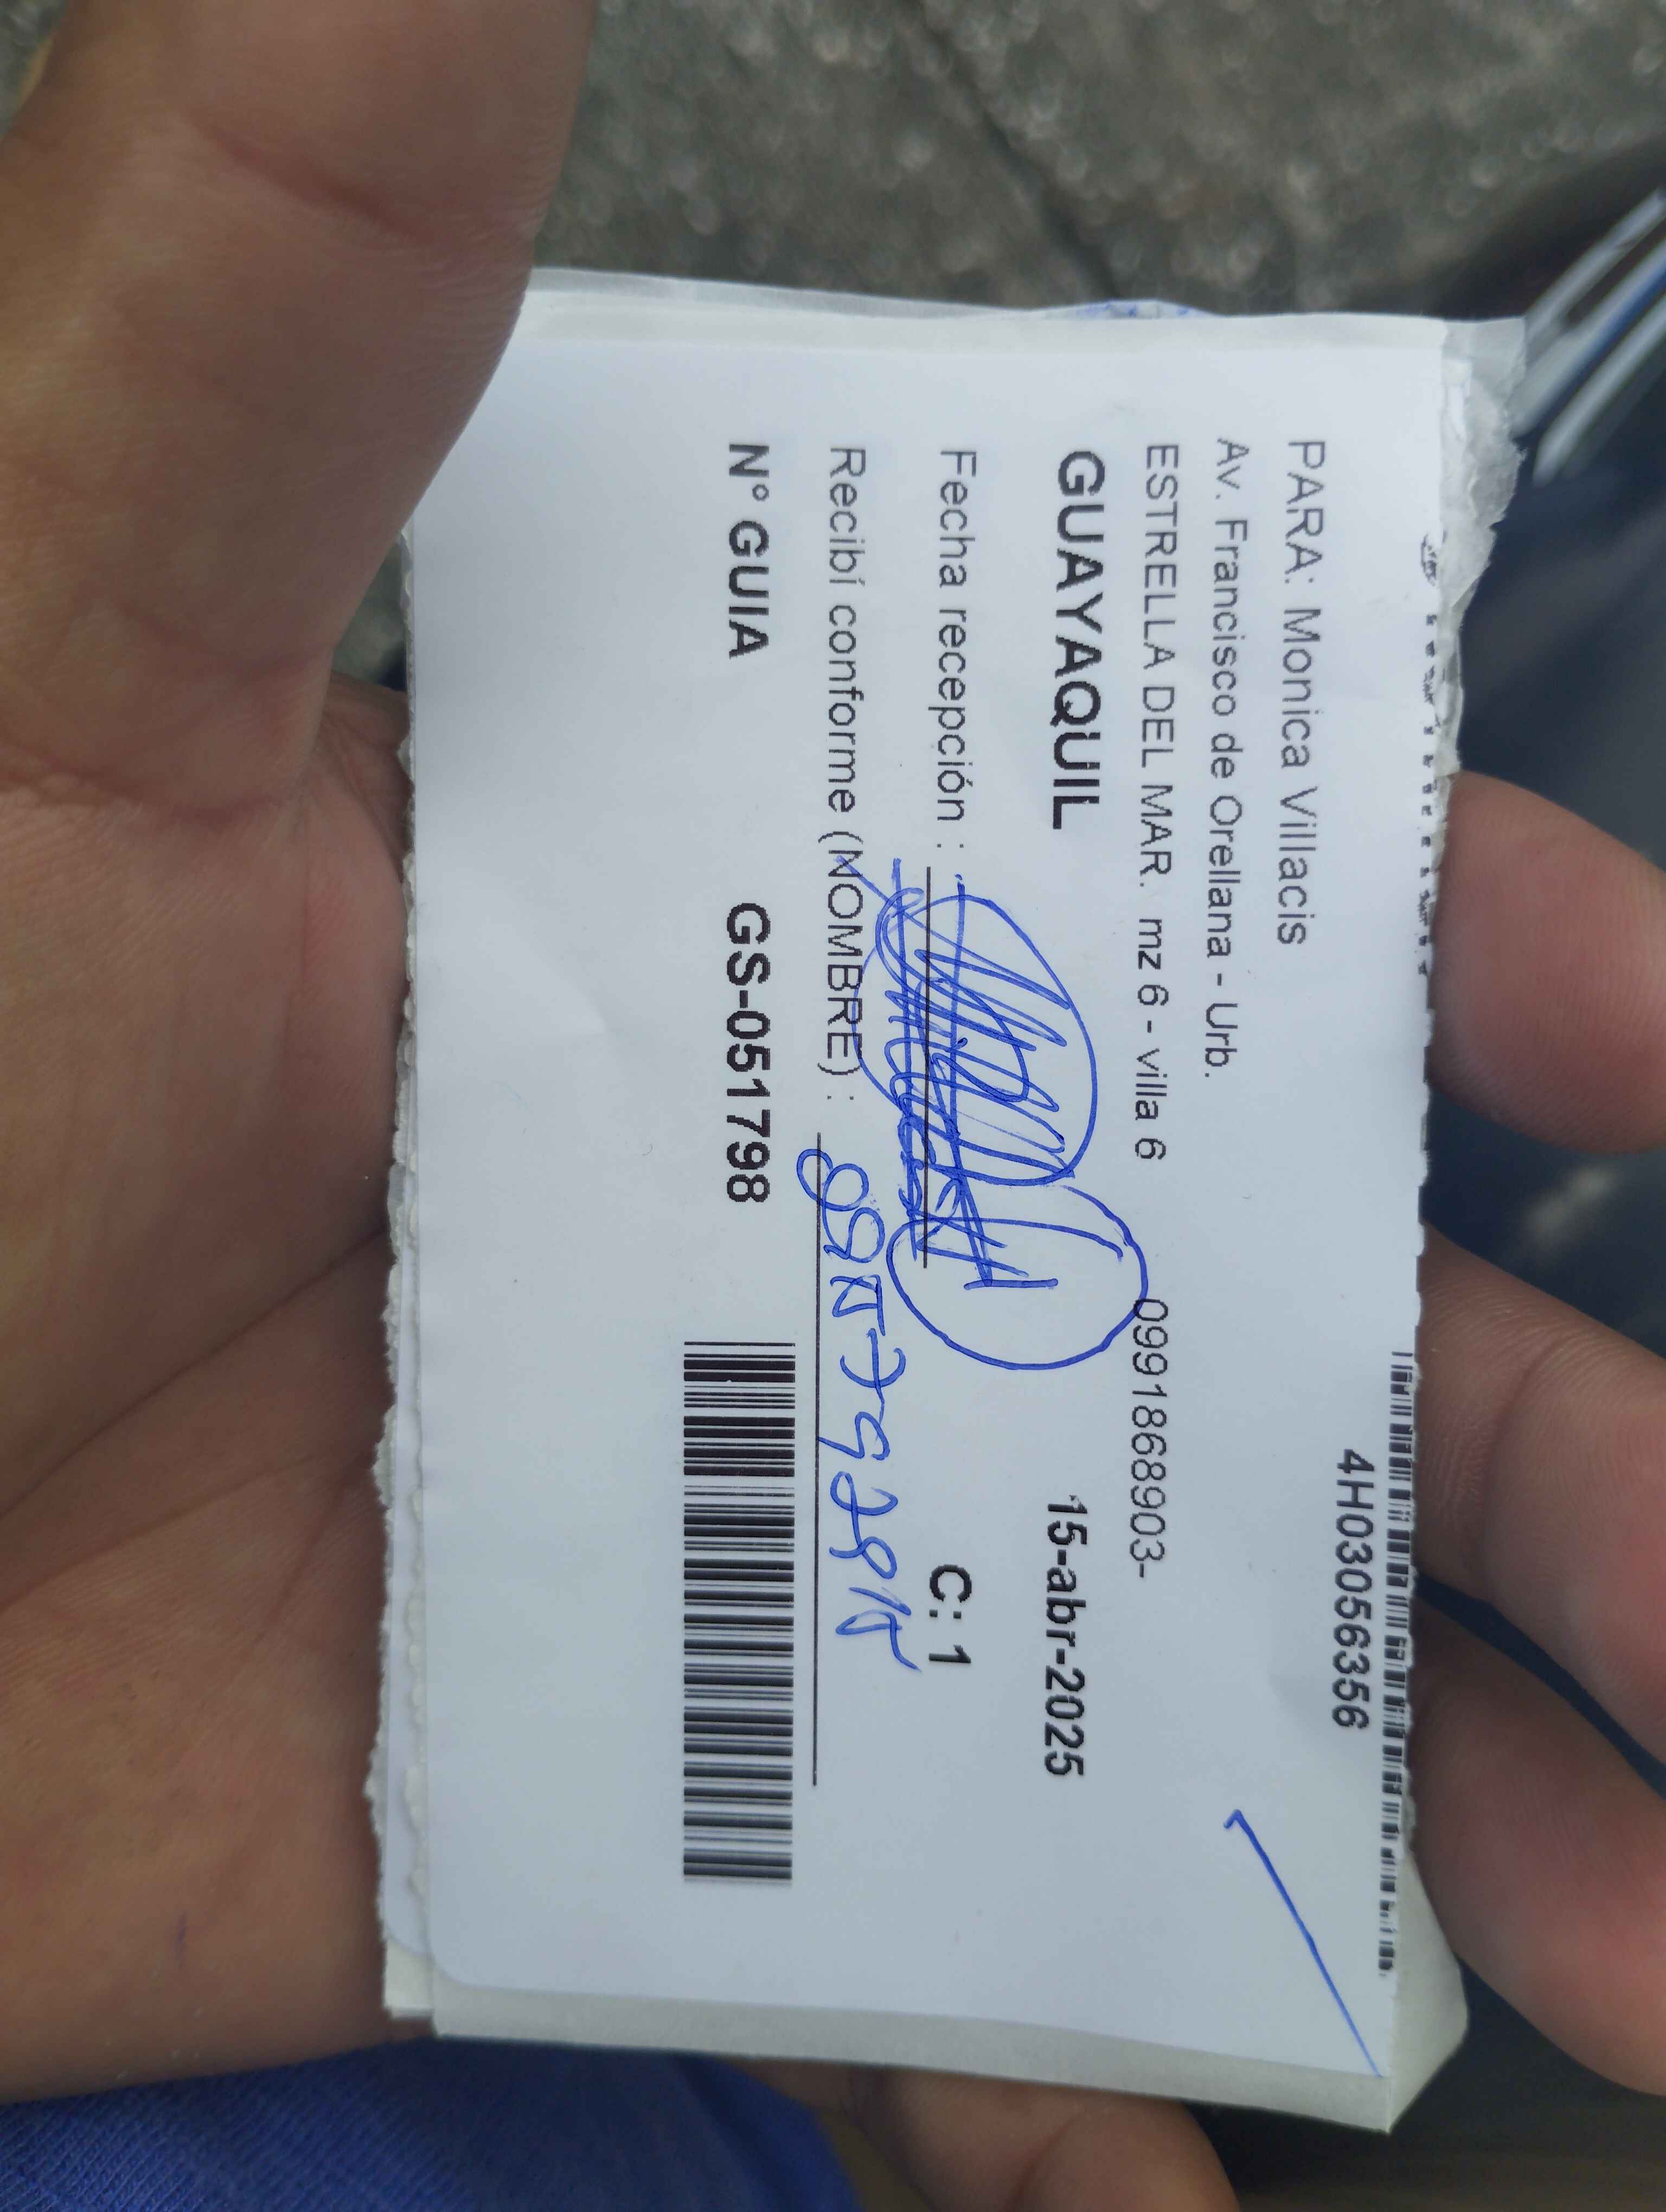 4H03056356
PARA: Monica Villacis
Av. Francisco de Orellana - Urb.
ESTRELLA DEL MAR. mz 6 - villa 6 0991868903-
GUAYAQUIL 15-abr-2025
Fecha recepción : C: 1
Recibí conforme (NOMBRE) :
N° GUIA GS-051798